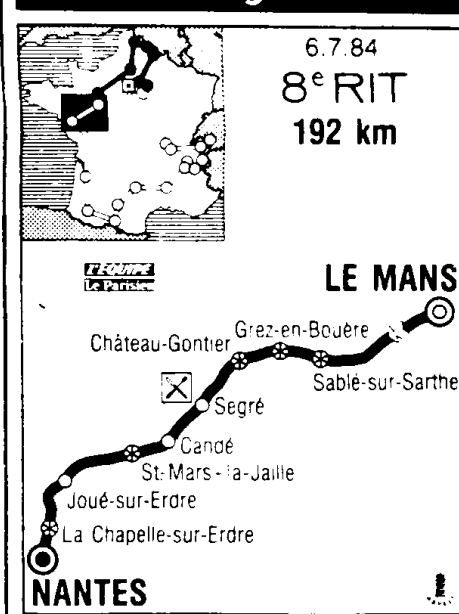 6.7.84
8e RIT
192 km
L'EQUIPE
Le Parisien
LE MANS
Grez-en-Bouère
Château-Gontier
Sablé-sur-Sarthe
Segré
Candé
St-Mars-la-Jaille
Joué-sur-Erdre
La Chapelle-sur-Erdre
NANTES